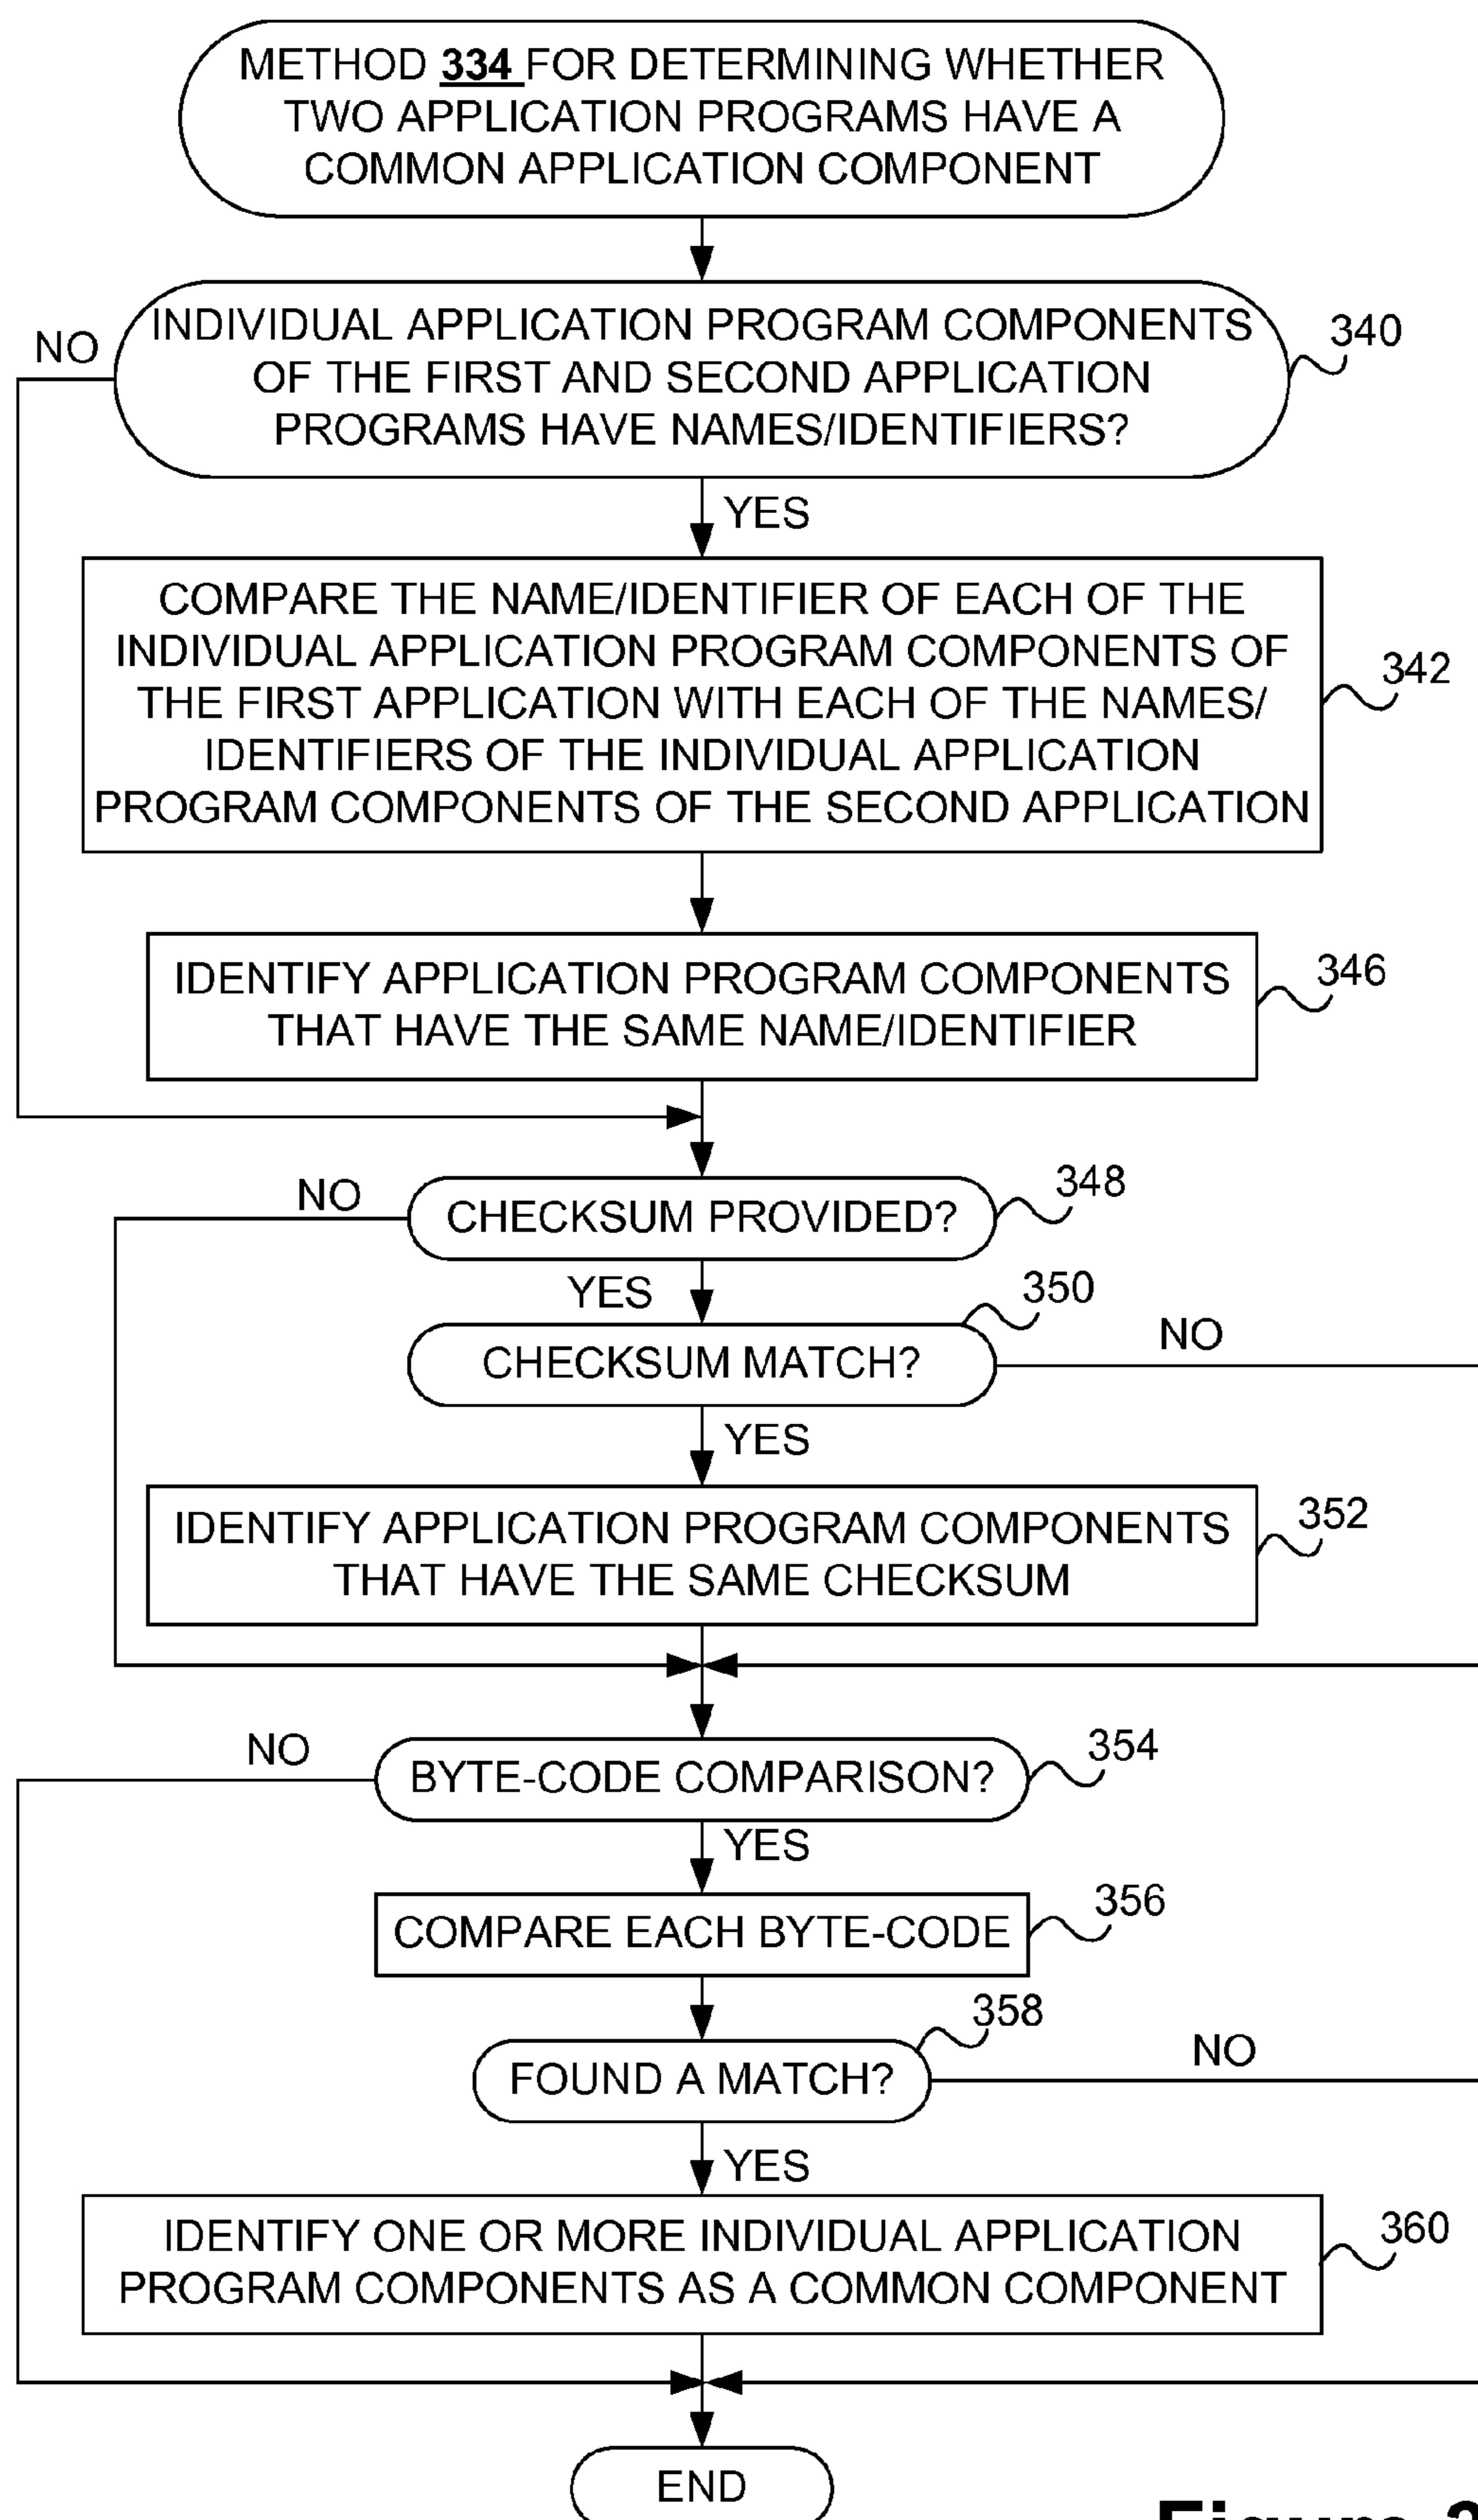 METHOD 334 FOR DETERMINING WHETHER
TWO APPLICATION PROGRAMS HAVE A
COMMON APPLICATION COMPONENT
NO
INDIVIDUAL APPLICATION PROGRAM COMPONENTS
OF THE FIRST AND SECOND APPLICATION
PROGRAMS HAVE NAMES/IDENTIFIERS?
340
YES
COMPARE THE NAME/IDENTIFIER OF EACH OF THE
INDIVIDUAL APPLICATION PROGRAM COMPONENTS OF
THE FIRST APPLICATION WITH EACH OF THE NAMES/
IDENTIFIERS OF THE INDIVIDUAL APPLICATION
PROGRAM COMPONENTS OF THE SECOND APPLICATION
342
IDENTIFY APPLICATION PROGRAM COMPONENTS
THAT HAVE THE SAME NAME/IDENTIFIER
346
NO
CHECKSUM PROVIDED?
348
YES
350
CHECKSUM MATCH?
NO
YES
IDENTIFY APPLICATION PROGRAM COMPONENTS
THAT HAVE THE SAME CHECKSUM
352
NO
BYTE-CODE COMPARISON?
354
YES
COMPARE EACH BYTE-CODE
356
358
FOUND A MATCH?
NO
YES
IDENTIFY ONE OR MORE INDIVIDUAL APPLICATION
PROGRAM COMPONENTS AS A COMMON COMPONENT
360
END
Figure